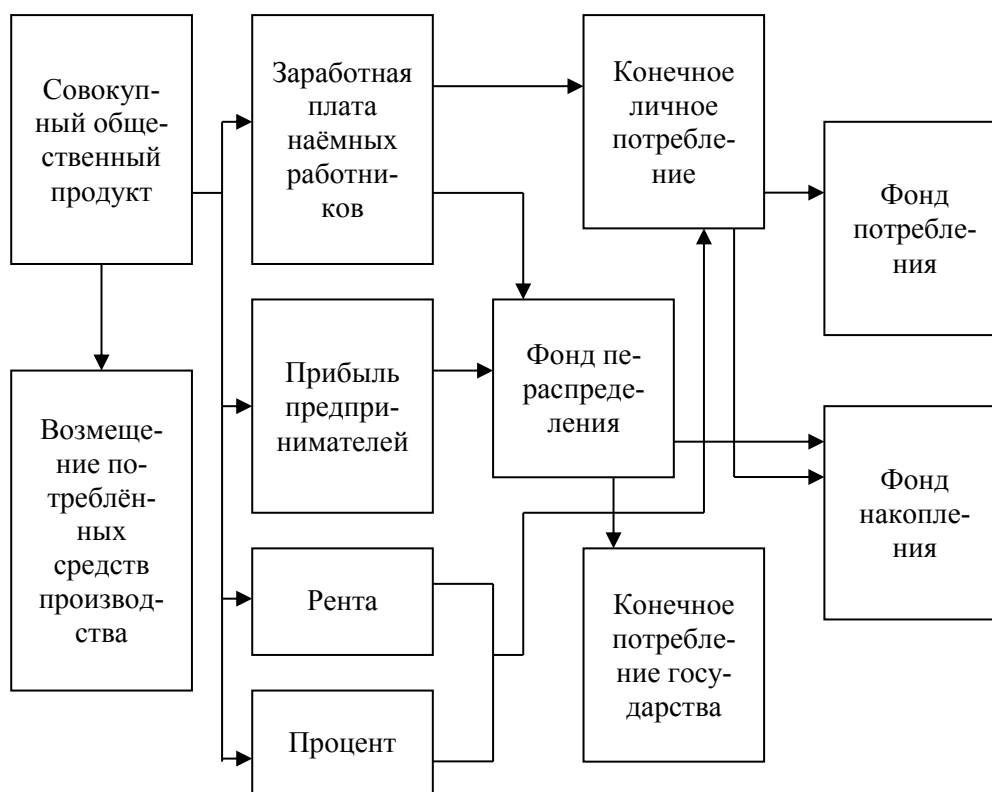 Совокуп-
ный обще-
ственный
продукт
Заработная
плата
наёмных
работни-
ков
Конечное
личное
потребле-
ние
Фонд
потребле-
ния
Возмеще-
ние по-
треблён-
ных
средств
производ-
ства
Прибыль
предпри-
нимателей
Фонд пе-
распреде-
ления
Фонд
накопле-
ния
Рента
Конечное
потребле-
ние госу-
дарства
Процент